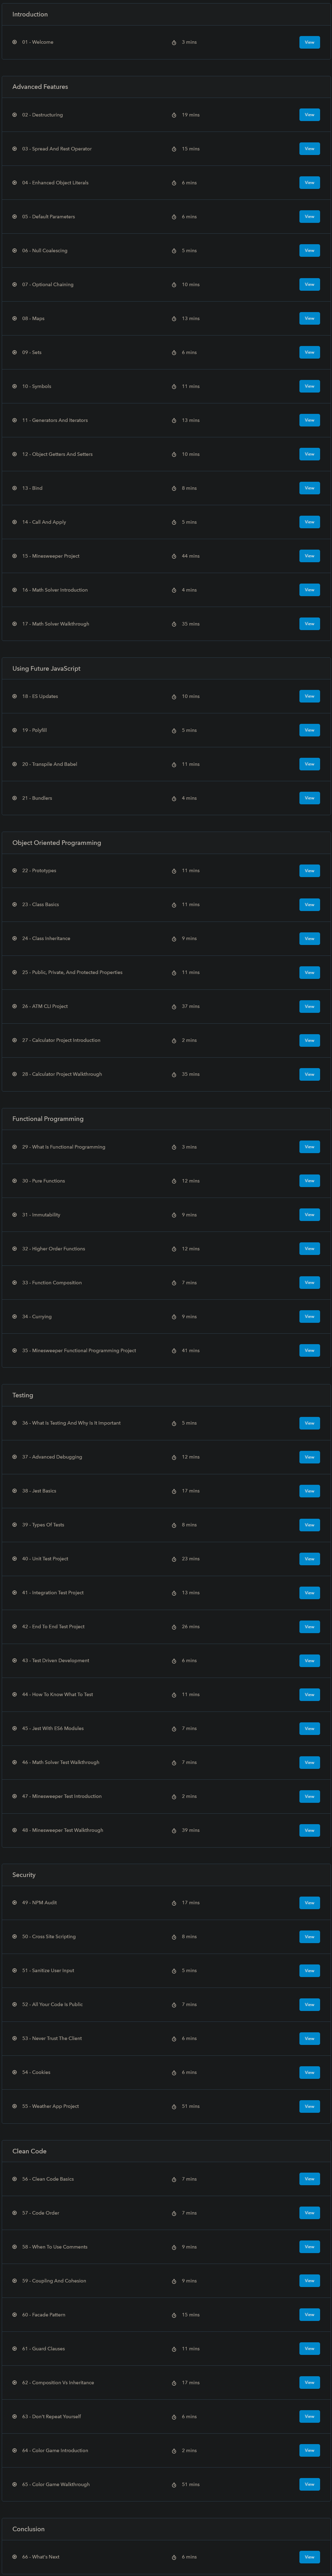 Introduction
01 - Welcome 3 mins View
Advanced Features
02 - Destructuring 19 mins View
03 - Spread And Rest Operator 15 mins View
04 - Enhanced Object Literals 6 mins View
05 - Default Parameters 6 mins View
06 - Null Coalescing 5 mins View
07 - Optional Chaining 10 mins View
08 - Maps 13 mins View
09 - Sets 6 mins View
10 - Symbols 11 mins View
11 - Generators And Iterators 13 mins View
12 - Object Getters And Setters 10 mins View
13 - Bind 8 mins View
14 - Call And Apply 5 mins View
15 - Minesweeper Project 44 mins View
16 - Math Solver Introduction 4 mins View
17 - Math Solver Walkthrough 35 mins View
Using Future JavaScript
18 - ES Updates 10 mins View
19 - Polyfill 5 mins View
20 - Transpile And Babel 11 mins View
21 - Bundlers 4 mins View
Object Oriented Programming
22 - Prototypes 11 mins View
23 - Class Basics 11 mins View
24 - Class Inheritance 9 mins View
25 - Public, Private, And Protected Properties 11 mins View
26 - ATM CLI Project 37 mins View
27 - Calculator Project Introduction 2 mins View
28 - Calculator Project Walkthrough 35 mins View
Functional Programming
29 - What Is Functional Programming 3 mins View
30 - Pure Functions 12 mins View
31 - Immutability 9 mins View
32 - Higher Order Functions 12 mins View
33 - Function Composition 7 mins View
34 - Currying 9 mins View
35 - Minesweeper Functional Programming Project 41 mins View
Testing
36 - What Is Testing And Why Is It Important 5 mins View
37 - Advanced Debugging 12 mins View
38 - Jest Basics 17 mins View
39 - Types Of Tests 8 mins View
40 - Unit Test Project 23 mins View
41 - Integration Test Project 13 mins View
42 - End To End Test Project 26 mins View
43 - Test Driven Development 6 mins View
44 - How To Know What To Test 11 mins View
45 - Jest With ES6 Modules 7 mins View
46 - Math Solver Test Walkthrough 7 mins View
47 - Minesweeper Test Introduction 2 mins View
48 - Minesweeper Test Walkthrough 39 mins View
Security
49 - NPM Audit 17 mins View
50 - Cross Site Scripting 8 mins View
51 - Sanitize User Input 5 mins View
52 - All Your Code Is Public 7 mins View
53 - Never Trust The Client 6 mins View
54 - Cookies 6 mins View
55 - Weather App Project 51 mins View
Clean Code
56 - Clean Code Basics 7 mins View
57 - Code Order 7 mins View
58 - When To Use Comments 9 mins View
59 - Coupling And Cohesion 9 mins View
60 - Facade Pattern 15 mins View
61 - Guard Clauses 11 mins View
62 - Composition Vs Inheritance 17 mins View
63 - Don't Repeat Yourself 6 mins View
64 - Color Game Introduction 2 mins View
65 - Color Game Walkthrough 51 mins View
Conclusion
66 - What's Next 6 mins View